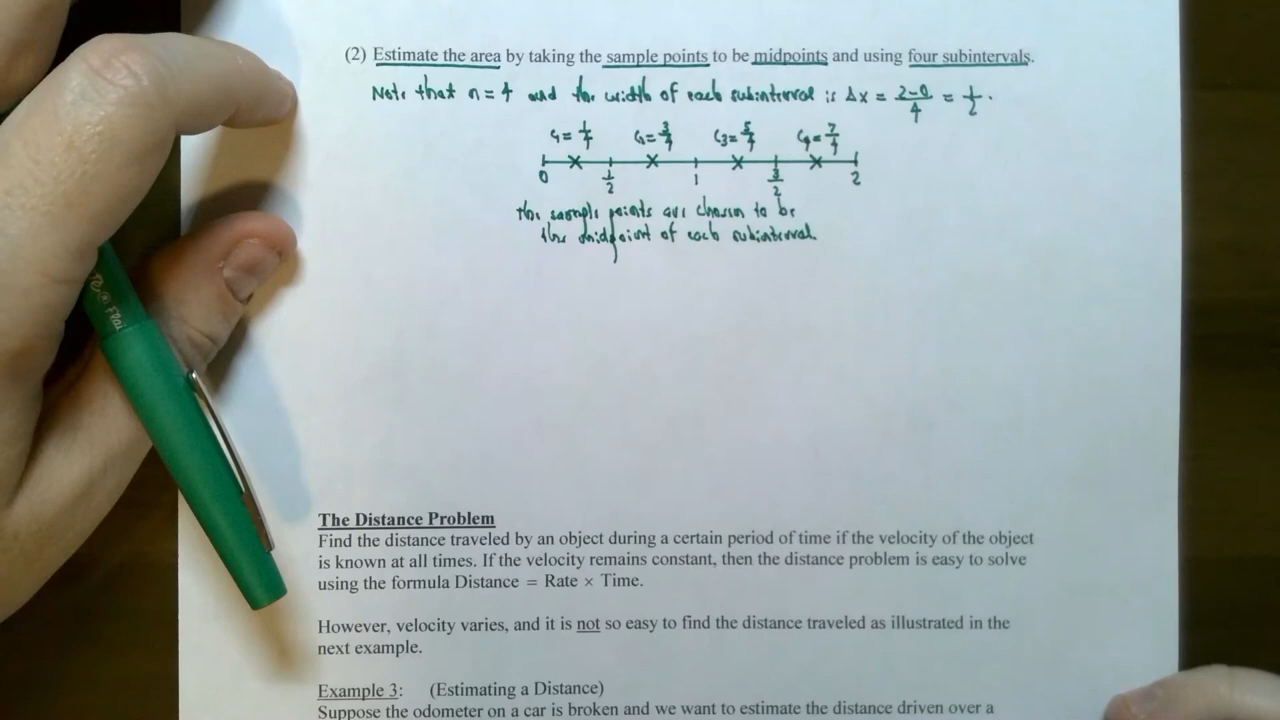 (2) Estimate the area by taking the sample points to be midpoints and using four subintervals.
Note that n = 4 and the width of each subinterval is Δx = 2-0/4 = 1/2.
c1 = 1/4 c2 = 3/4 c3 = 5/4 c4 = 7/4
0 1/2 1 3/2 2
the sample points are chosen to be
the midpoint of each subinterval.
Flai
The Distance Problem
Find the distance traveled by an object during a certain period of time if the velocity of the object
is known at all times. If the velocity remains constant, then the distance problem is easy to solve
using the formula Distance = Rate × Time.
However, velocity varies, and it is not so easy to find the distance traveled as illustrated in the
next example.
Example 3: (Estimating a Distance)
Suppose the odometer on a car is broken and we want to estimate the distance driven over a